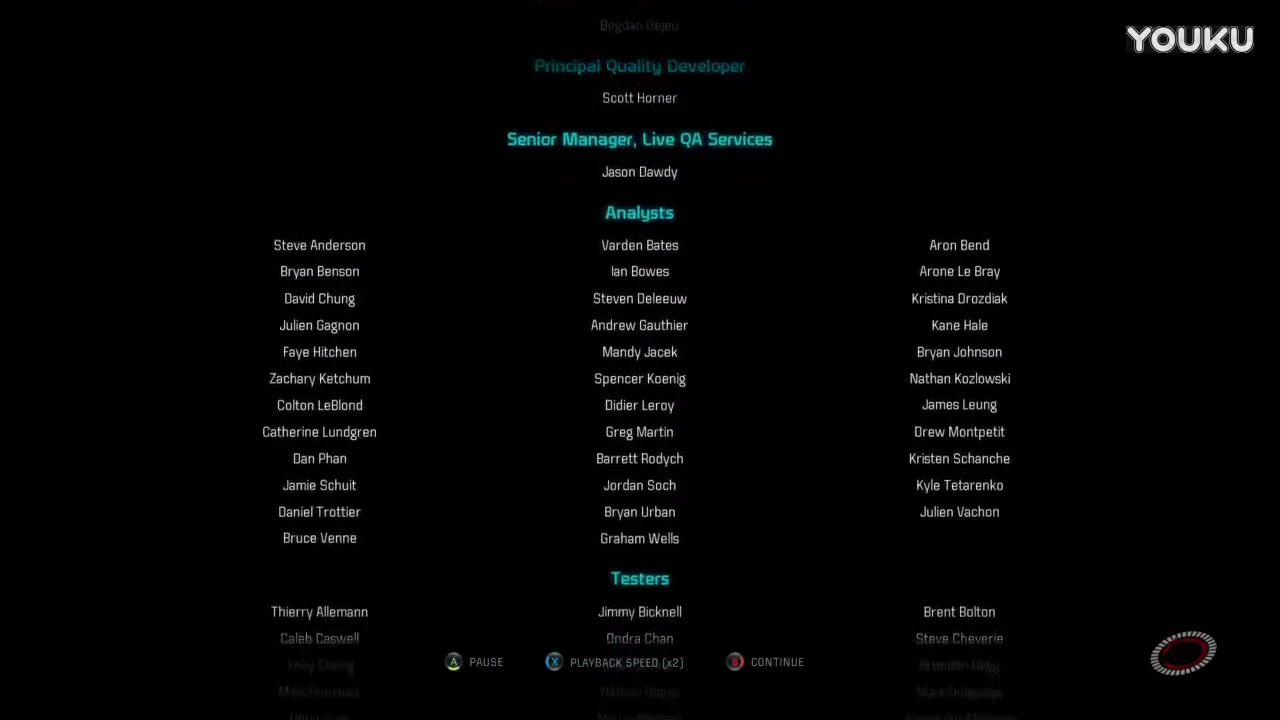 YOUKU
Bogdan Dejeu
Principal Quality Developer
Scott Horner
Senior Manager, Live QA Services
Jason Dawdy
Analysts
Steve Anderson Varden Bates Aron Bend
Bryan Benson Ian Bowes Arone Le Bray
David Chung Steven Deleeuw Kristina Drozdiak
Julien Gagnon Andrew Gauthier Kane Hale
Faye Hitchen Mandy Jacek Bryan Johnson
Zachary Ketchum Spencer Koenig Nathan Kozlowski
Colton LeBlond Didier Leroy James Leung
Catherine Lundgren Greg Martin Drew Montpetit
Dan Phan Barrett Rodych Kristen Schanche
Jamie Schuit Jordan Soch Kyle Tetarenko
Daniel Trottier Bryan Urban Julien Vachon
Bruce Venne Graham Wells
Testers
Thierry Allemann Jimmy Bicknell Brent Bolton
Caleb Caswell Ondra Chan Steve Cheverie
A PAUSE X PLAYBACK SPEED (x2) B CONTINUE